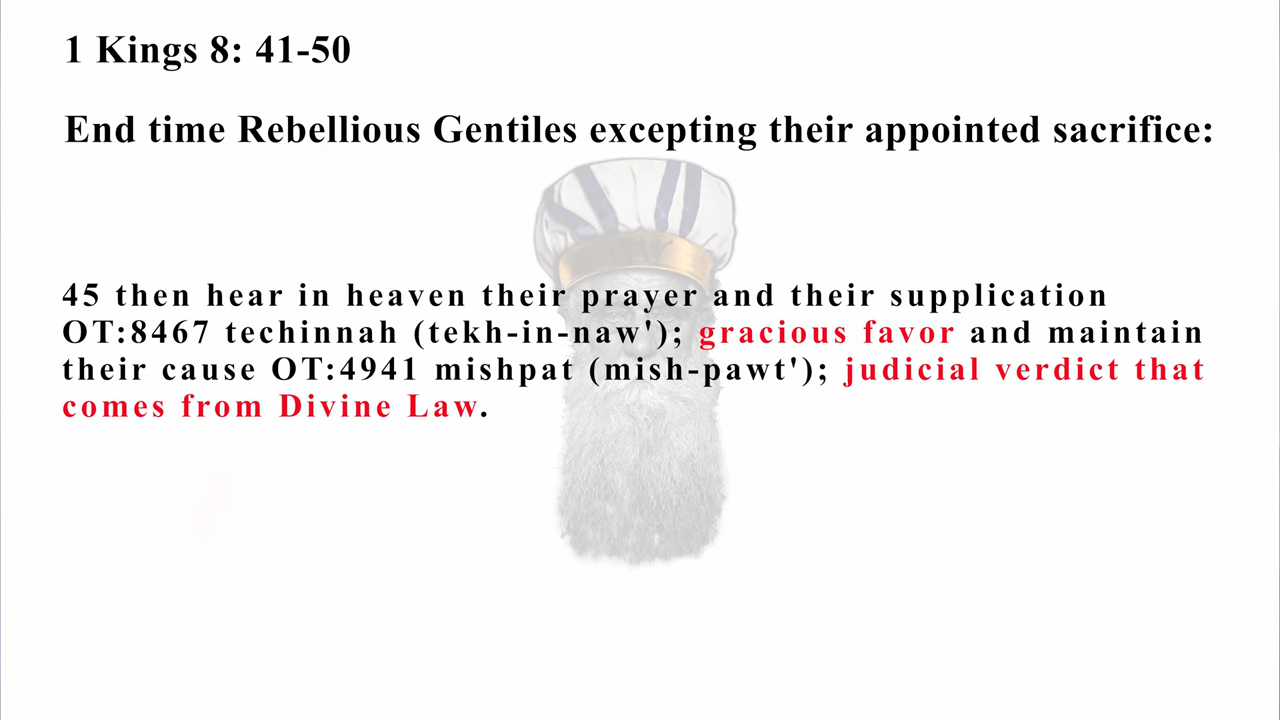 1 Kings 8: 41-50
End time Rebellious Gentiles excepting their appointed sacrifice:
45 then hear in heaven their prayer and their supplication
OT:8467 techinnah (tekh-in-naw'); gracious favor and maintain
their cause OT:4941 mishpat (mish-pawt'); judicial verdict that
comes from Divine Law.